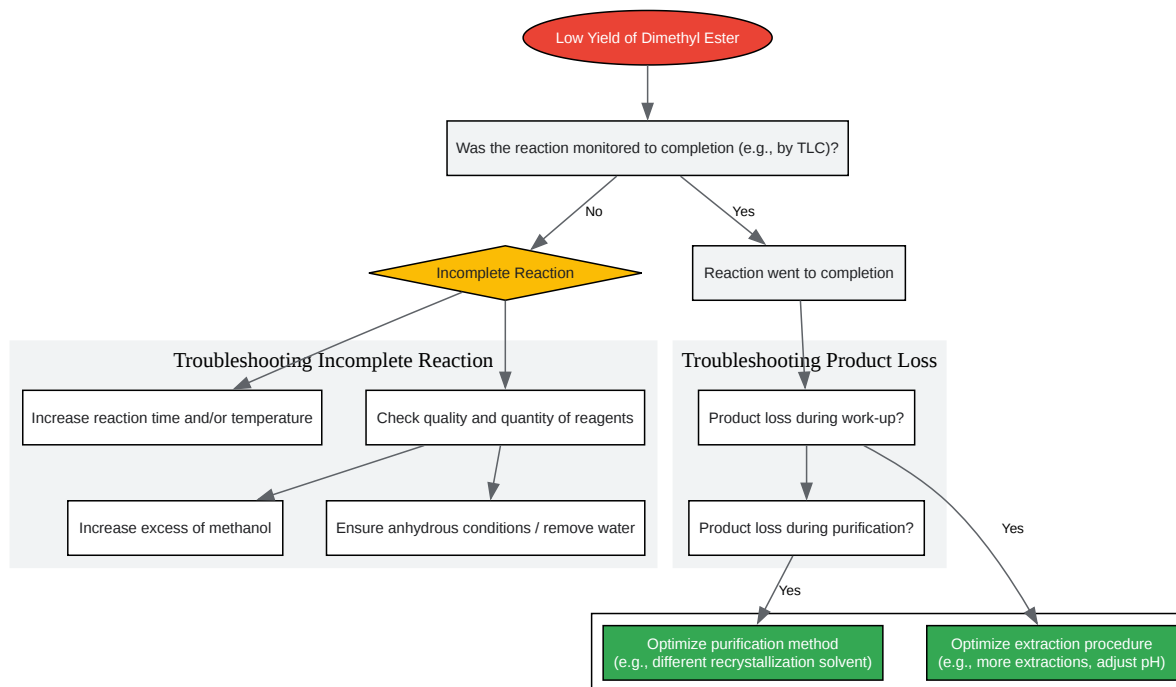 Low Yield of Dimethyl Ester
Was the reaction monitored to completion (e.g., by TLC)?
No
Yes
Incomplete Reaction
Reaction went to completion
Troubleshooting Incomplete Reaction
Troubleshooting Product Loss
Increase reaction time and/or temperature
Check quality and quantity of reagents
Product loss during work-up?
Increase excess of methanol
Ensure anhydrous conditions / remove water
Product loss during purification?
Yes
Yes
Optimize purification method
(e.g., different recrystallization solvent)
Optimize extraction procedure
(e.g., more extractions, adjust pH)